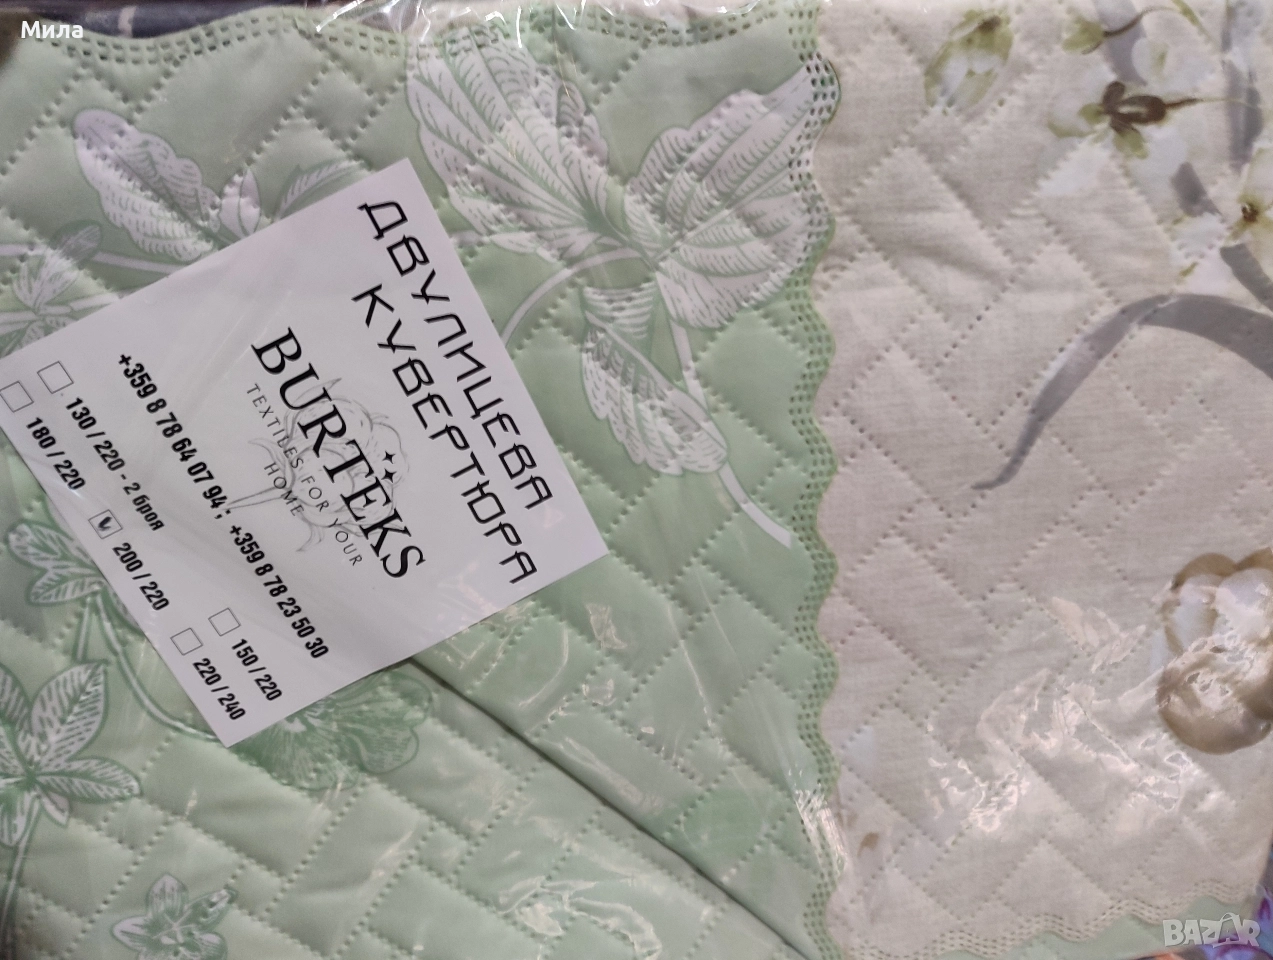 Мила
ДВУЛИЦЕВА
КУВЕРТЮРА
BURTEKS
TEXTILES FOR YOUR
HOME
+359 8 78 64 07 94; +359 8 78 23 50 30
130 / 220 - 2 броя
150 / 220
180 / 220
200 / 220
220 / 240
BAZAR